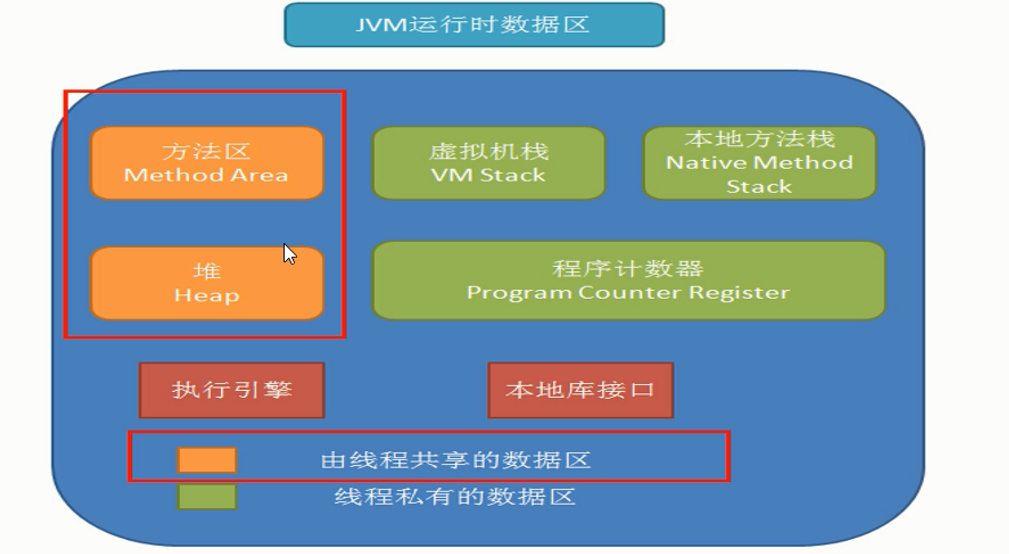 JVM运行时数据区
方法区
Method Area
虚拟机栈
VM Stack
本地方法栈
Native Method
Stack
堆
Heap
程序计数器
Program Counter Register
执行引擎
本地库接口
由线程共享的数据区
线程私有的数据区